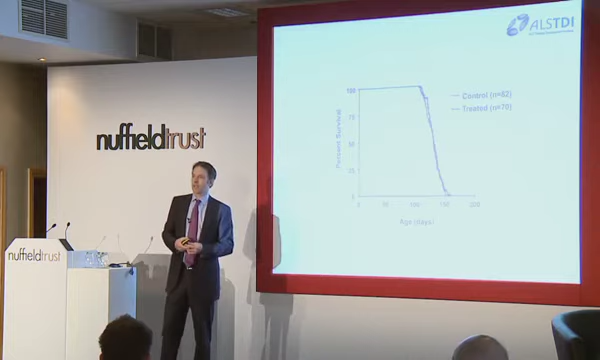 nuffieldtrust
nuffieldtrust
ALSTDI
Control (n=62)
Treated (n=70)
Percent Survival
100
75
50
25
0
0
50
100
150
200
Age (days)